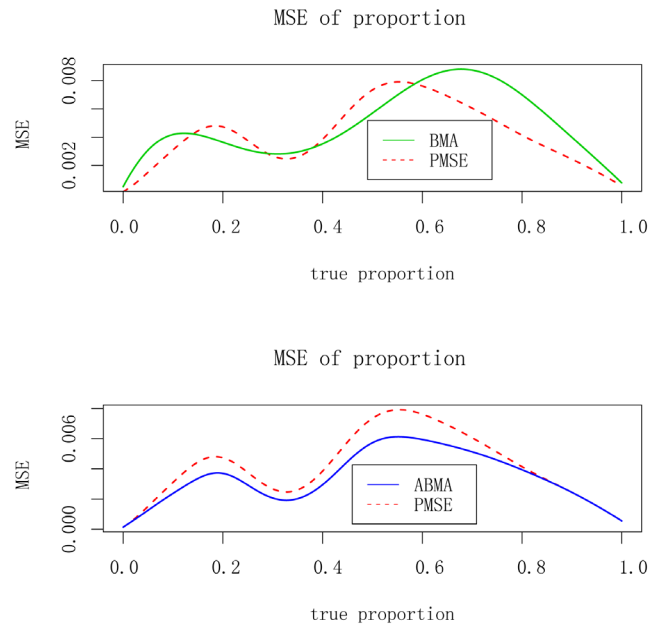 MSE of proportion
MSE
0.008
0.002
BMA
PMSE
0.0 0.2 0.4 0.6 0.8 1.0
true proportion
MSE of proportion
MSE
0.006
0.000
ABMA
PMSE
0.0 0.2 0.4 0.6 0.8 1.0
true proportion